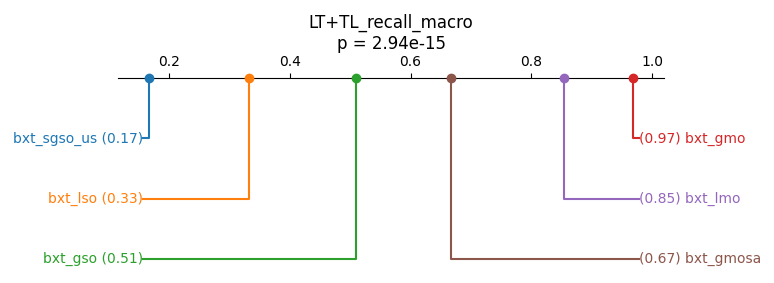 LT+TL_recall_macro
p = 2.94e-15
0.2 0.4 0.6 0.8 1.0
bxt_sgso_us (0.17) (0.97) bxt_gmo
bxt_lso (0.33) (0.85) bxt_lmo
bxt_gso (0.51) (0.67) bxt_gmosa